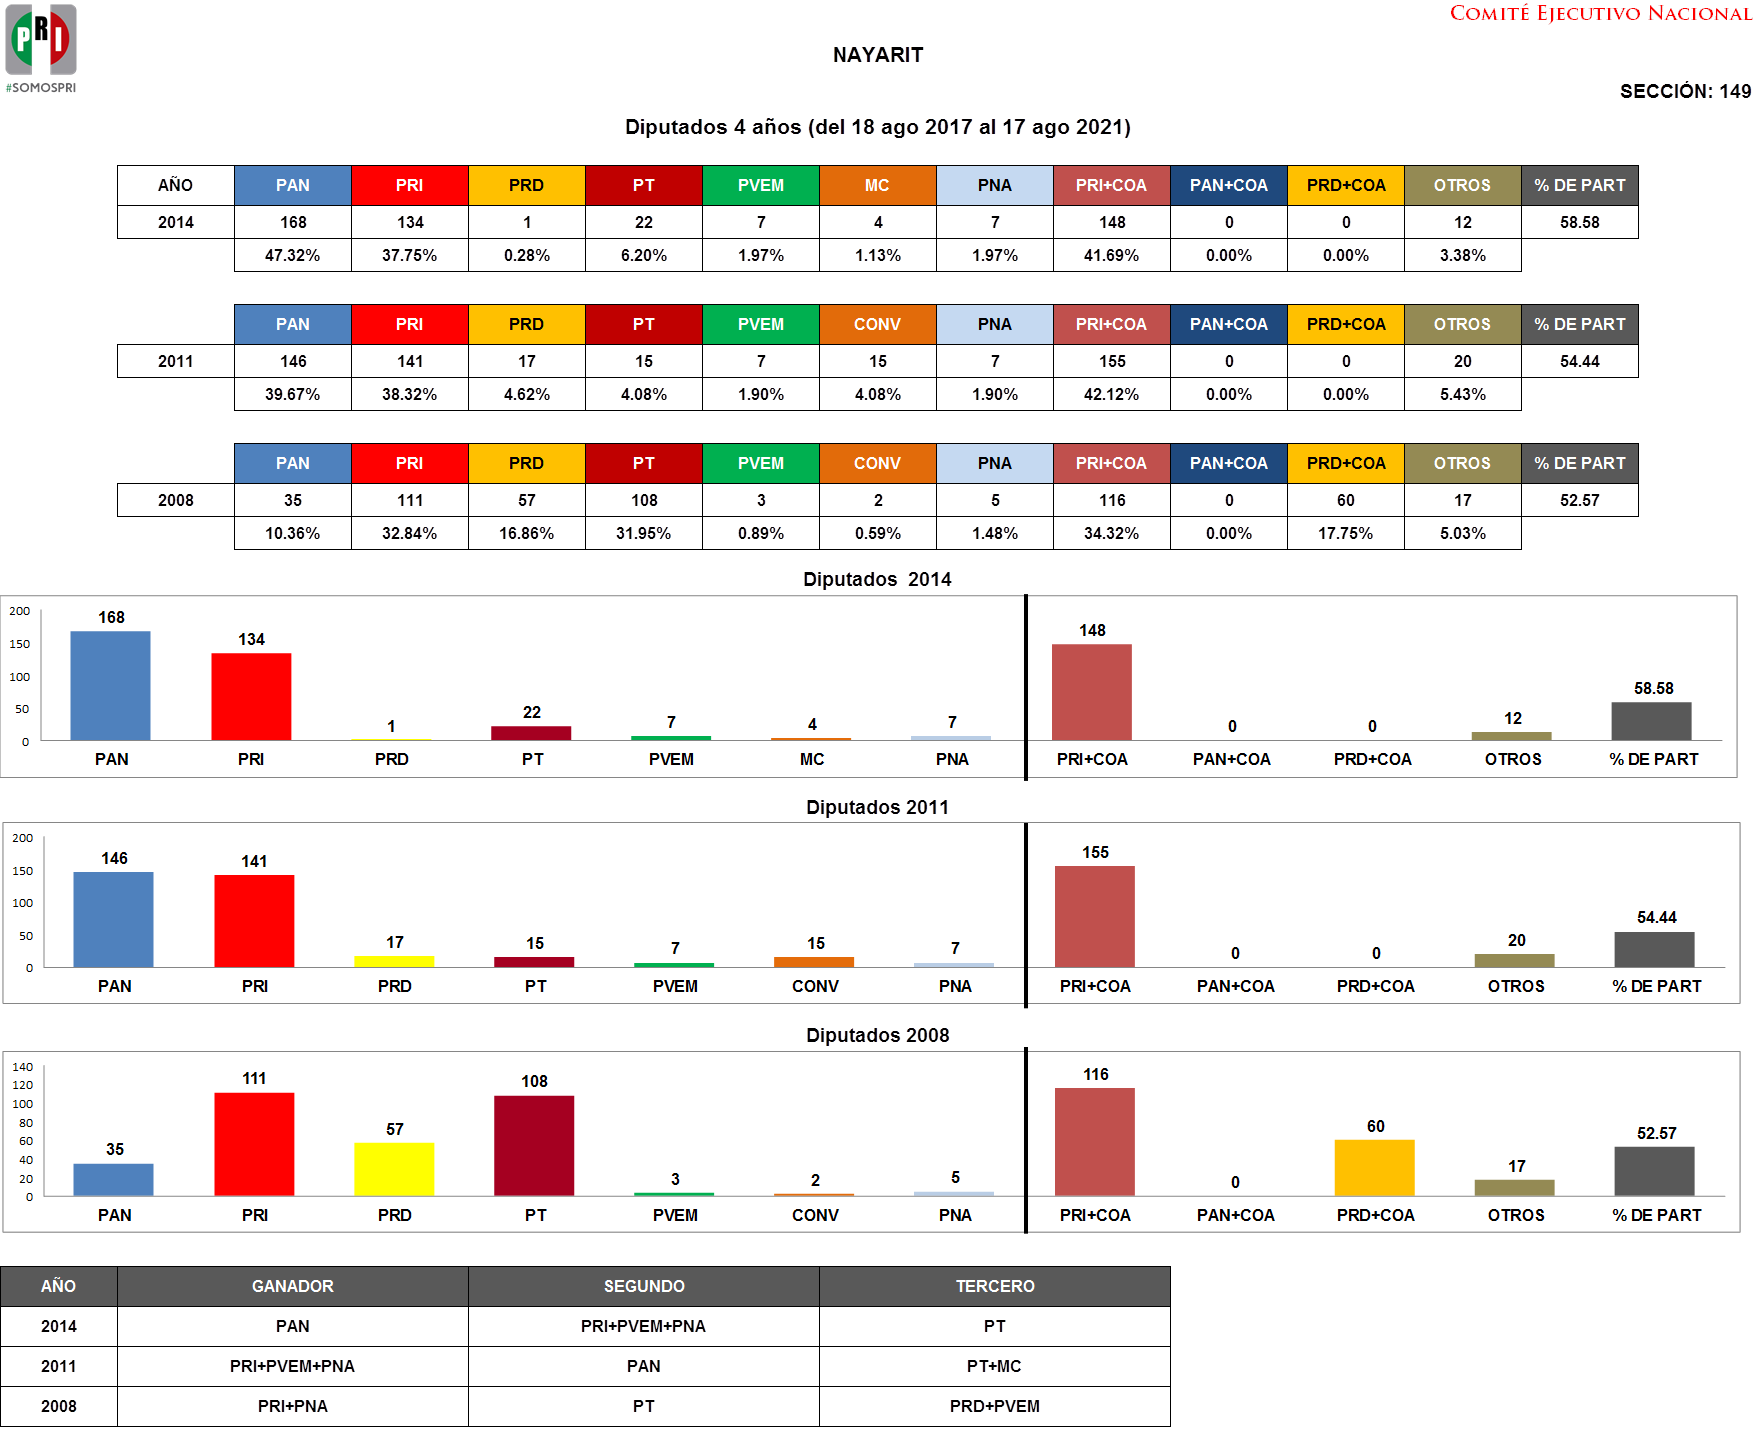 PRI
#SOMOSPRI
COMITÉ EJECUTIVO NACIONAL
NAYARIT
SECCIÓN: 149
Diputados 4 años (del 18 ago 2017 al 17 ago 2021)
AÑO PAN PRI PRD PT PVEM MC PNA PRI+COA PAN+COA PRD+COA OTROS % DE PART
2014 168 134 1 22 7 4 7 148 0 0 12 58.58
47.32% 37.75% 0.28% 6.20% 1.97% 1.13% 1.97% 41.69% 0.00% 0.00% 3.38%
PAN PRI PRD PT PVEM CONV PNA PRI+COA PAN+COA PRD+COA OTROS % DE PART
2011 146 141 17 15 7 15 7 155 0 0 20 54.44
39.67% 38.32% 4.62% 4.08% 1.90% 4.08% 1.90% 42.12% 0.00% 0.00% 5.43%
PAN PRI PRD PT PVEM CONV PNA PRI+COA PAN+COA PRD+COA OTROS % DE PART
2008 35 111 57 108 3 2 5 116 0 60 17 52.57
10.36% 32.84% 16.86% 31.95% 0.89% 0.59% 1.48% 34.32% 0.00% 17.75% 5.03%
Diputados 2014
200
150
100
50
0
168 134 1 22 7 4 7 148 0 0 12 58.58
PAN PRI PRD PT PVEM MC PNA PRI+COA PAN+COA PRD+COA OTROS % DE PART
Diputados 2011
200
150
100
50
0
146 141 17 15 7 15 7 155 0 0 20 54.44
PAN PRI PRD PT PVEM CONV PNA PRI+COA PAN+COA PRD+COA OTROS % DE PART
Diputados 2008
140
120
100
80
60
40
20
0
35 111 57 108 3 2 5 116 0 60 17 52.57
PAN PRI PRD PT PVEM CONV PNA PRI+COA PAN+COA PRD+COA OTROS % DE PART
AÑO GANADOR SEGUNDO TERCERO
2014 PAN PRI+PVEM+PNA PT
2011 PRI+PVEM+PNA PAN PT+MC
2008 PRI+PNA PT PRD+PVEM